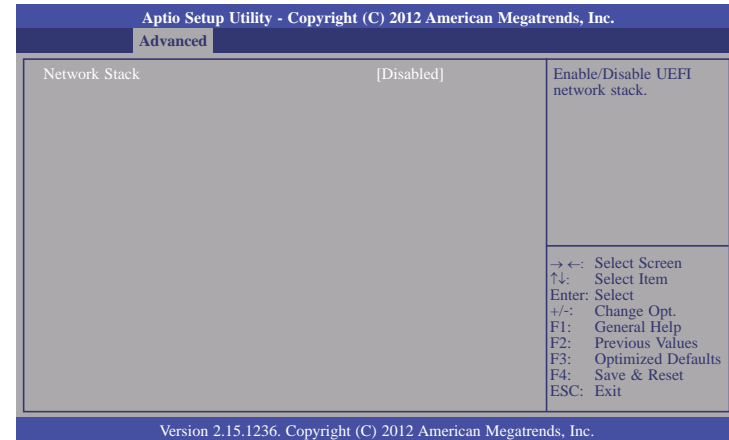 Aptio Setup Utility - Copyright (C) 2012 American Megatrends, Inc.
Advanced
Network Stack [Disabled]
Enable/Disable UEFI
network stack.
→ ←: Select Screen
↑↓: Select Item
Enter: Select
+/-: Change Opt.
F1: General Help
F2: Previous Values
F3: Optimized Defaults
F4: Save & Reset
ESC: Exit
Version 2.15.1236. Copyright (C) 2012 American Megatrends, Inc.